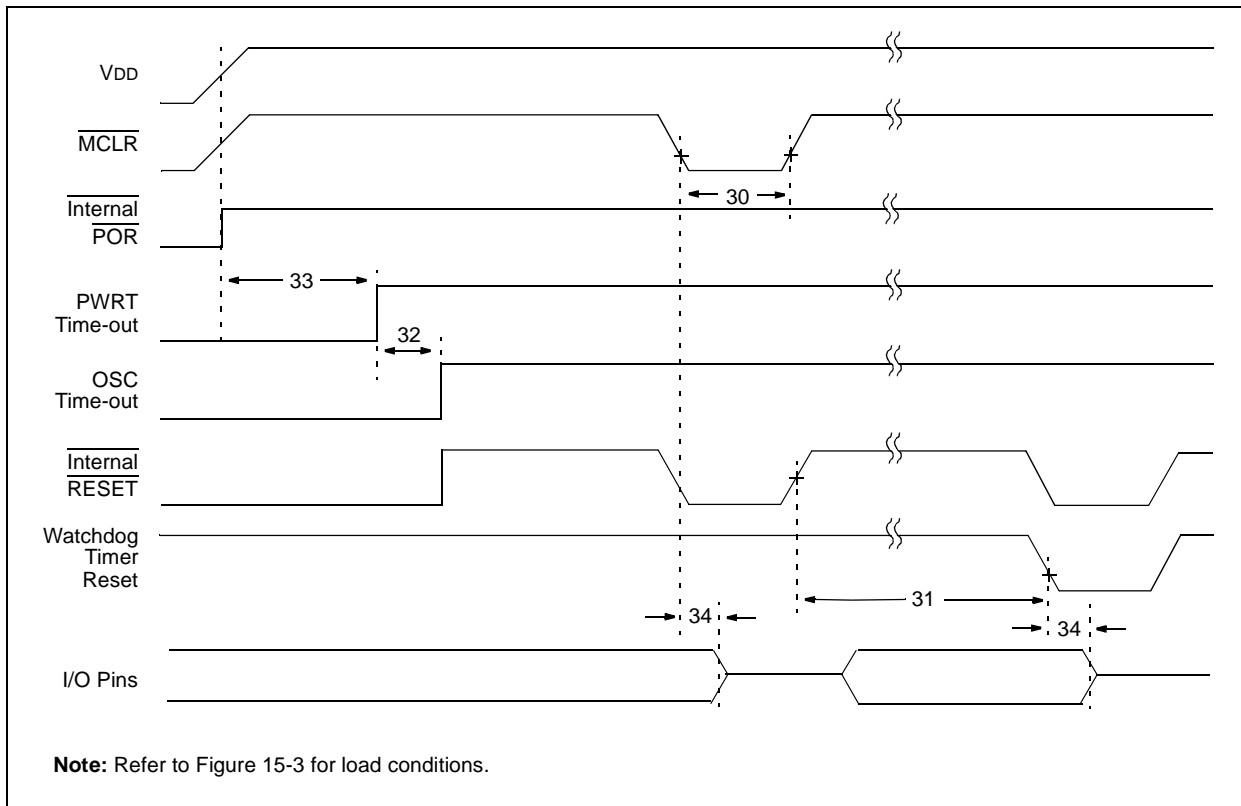 VDD
MCLR
30
Internal
POR
33
PWRT
Time-out
32
OSC
Time-out
Internal
RESET
Watchdog
Timer
Reset
31
34
34
I/O Pins
Note: Refer to Figure 15-3 for load conditions.